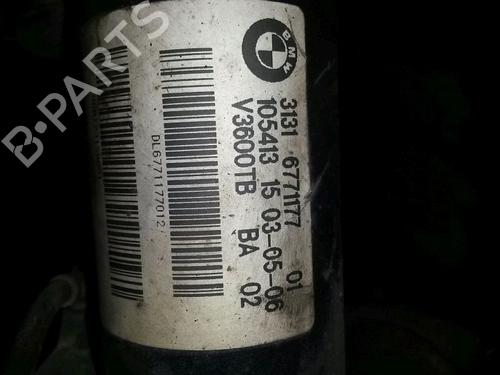 BMW
3131 6771177 01
105413 15 03-05-06
V3600TB BA 02
DL6771177012
B-PARTS